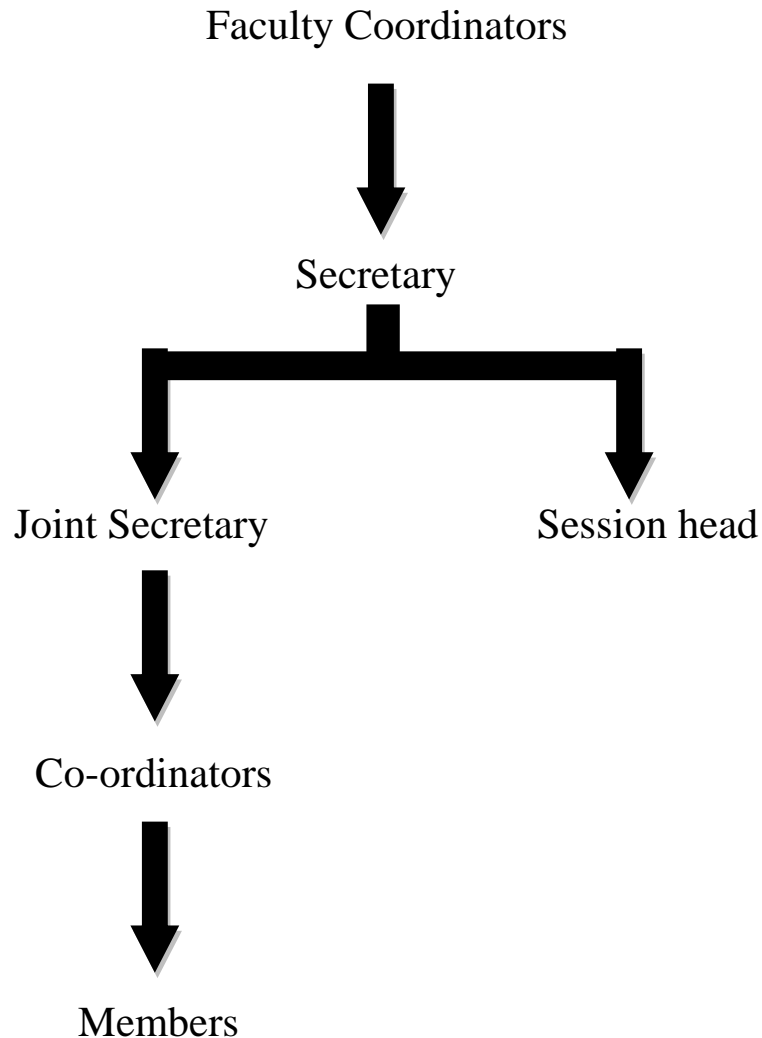 Faculty Coordinators
Secretary
Joint Secretary
Session head
Co-ordinators
Members